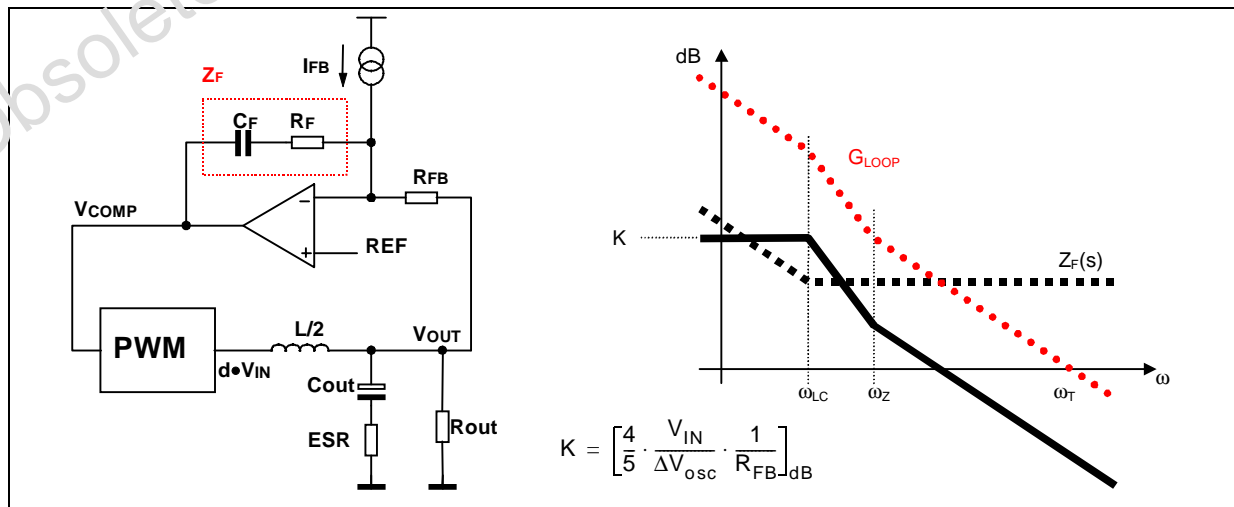 obsolete
ZF
IFB
CF
RF
RFB
VCOMP
−
+
REF
PWM
d•VIN
L/2
VOUT
Cout
ESR
Rout
dB
GLOOP
K
ZF(s)
ωLC
ωZ
ωT
ω
K = [4/5 · VIN/ΔVosc · 1/RFB]dB